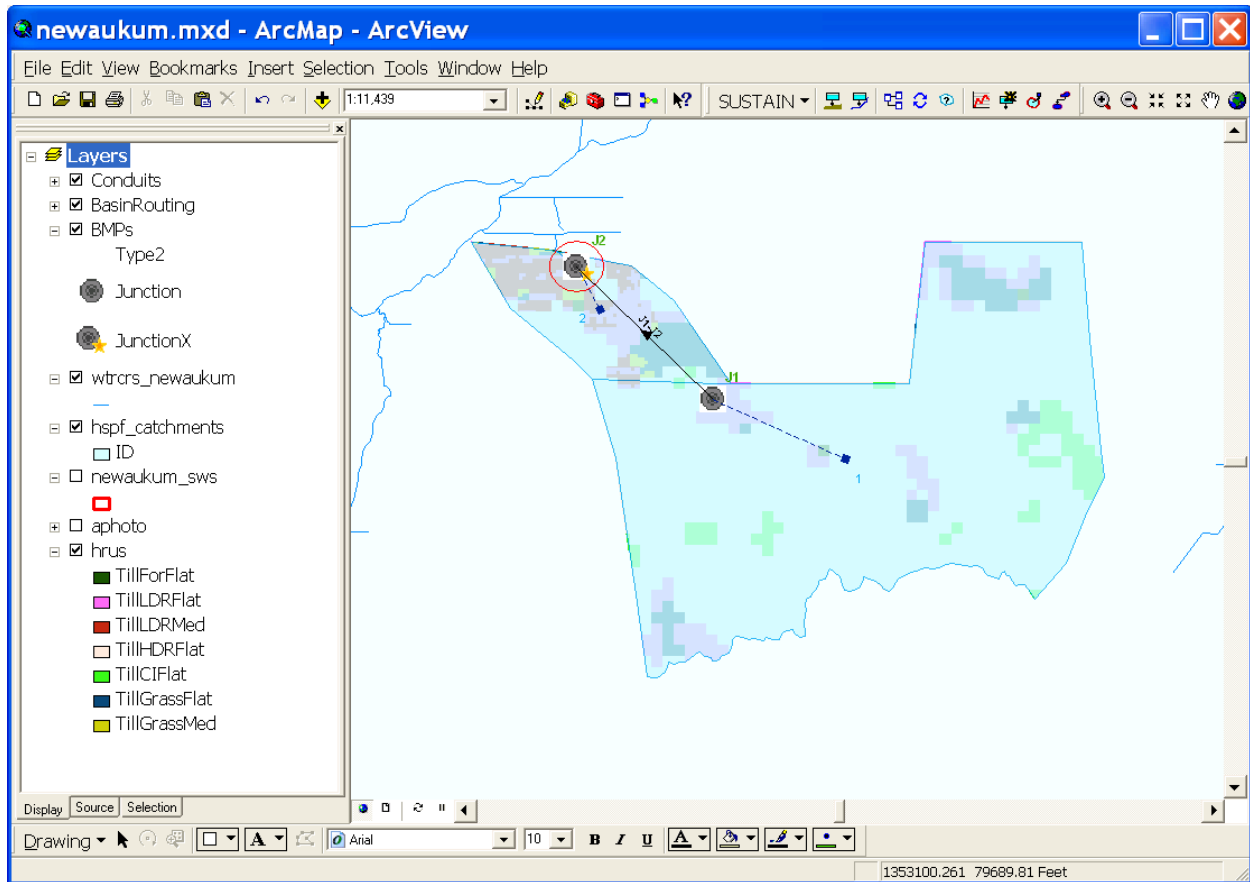 newaukum.mxd - ArcMap - ArcView
File Edit View Bookmarks Insert Selection Tools Window Help
1:11,439
SUSTAIN
Layers
Conduits
BasinRouting
BMPs
Type2
Junction
JunctionX
wtrcrs_newaukum
hspf_catchments
ID
newaukum_sws
aphoto
hrus
TillForFlat
TillLDRFlat
TillLDRMed
TillHDRFlat
TillCIFlat
TillGrassFlat
TillGrassMed
J2
2
J1
1
Display Source Selection
Drawing
A
Arial
10
B I U A
1353100.261 79689.81 Feet